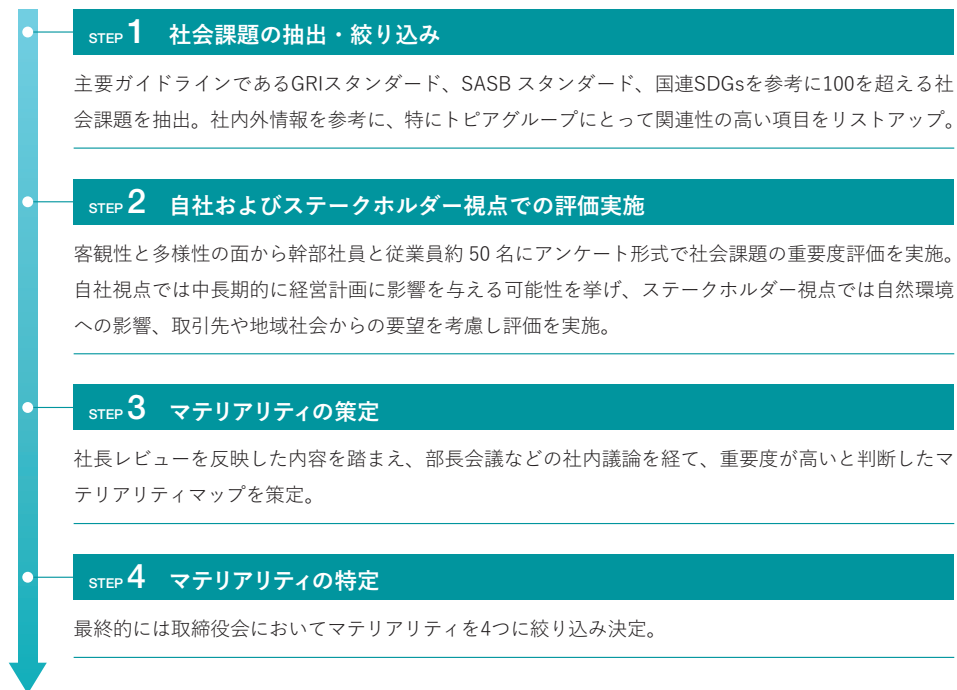 STEP 1 社会課題の抽出・絞り込み
主要ガイドラインであるGRIスタンダード、SASB スタンダード、国連SDGsを参考に100を超える社
会課題を抽出。社内外情報を参考に、特にトピアグループにとって関連性の高い項目をリストアップ。
STEP 2 自社およびステークホルダー視点での評価実施
客観性と多様性の面から幹部社員と従業員約 50 名にアンケート形式で社会課題の重要度評価を実施。
自社視点では中長期的に経営計画に影響を与える可能性を挙げ、ステークホルダー視点では自然環境
への影響、取引先や地域社会からの要望を考慮し評価を実施。
STEP 3 マテリアリティの策定
社長レビューを反映した内容を踏まえ、部長会議などの社内議論を経て、重要度が高いと判断したマ
テリアリティマップを策定。
STEP 4 マテリアリティの特定
最終的には取締役会においてマテリアリティを4つに絞り込み決定。